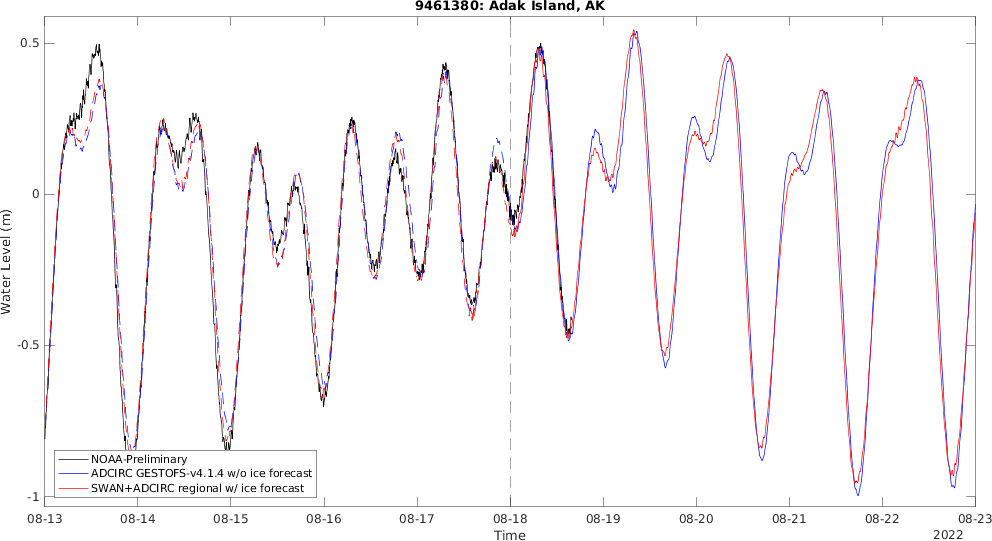 9461380: Adak Island, AK
Water Level (m)
0.5
0
-0.5
-1
NOAA-Preliminary
ADCIRC GESTOFS-v4.1.4 w/o ice forecast
SWAN+ADCIRC regional w/ ice forecast
08-13 08-14 08-15 08-16 08-17 08-18 08-19 08-20 08-21 08-22 08-23
Time
2022